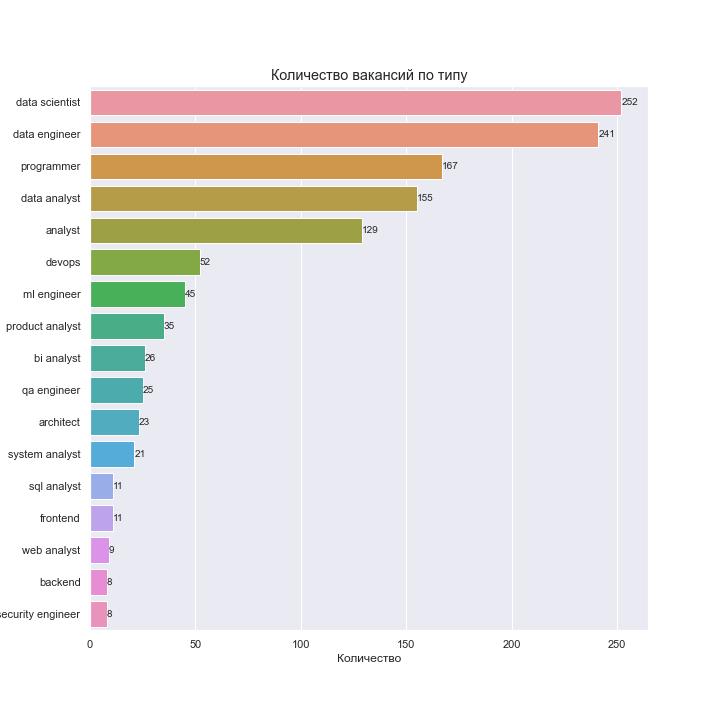 Количество вакансий по типу
data scientist 252
data engineer 241
programmer 167
data analyst 155
analyst 129
devops 52
ml engineer 45
product analyst 35
bi analyst 26
qa engineer 25
architect 23
system analyst 21
sql analyst 11
frontend 11
web analyst 9
backend 8
security engineer 8
0 50 100 150 200 250
Количество